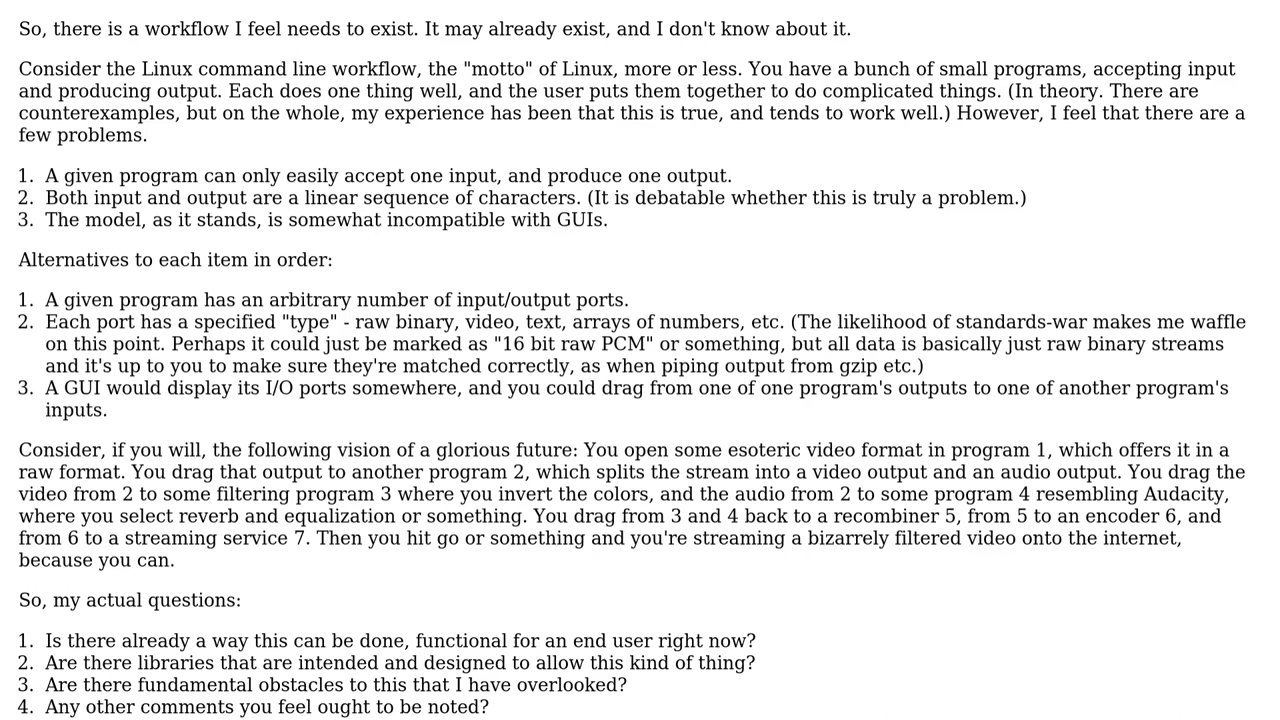 So, there is a workflow I feel needs to exist. It may already exist, and I don't know about it.
Consider the Linux command line workflow, the "motto" of Linux, more or less. You have a bunch of small programs, accepting input
and producing output. Each does one thing well, and the user puts them together to do complicated things. (In theory. There are
counterexamples, but on the whole, my experience has been that this is true, and tends to work well.) However, I feel that there are a
few problems.
1. A given program can only easily accept one input, and produce one output.
2. Both input and output are a linear sequence of characters. (It is debatable whether this is truly a problem.)
3. The model, as it stands, is somewhat incompatible with GUIs.
Alternatives to each item in order:
1. A given program has an arbitrary number of input/output ports.
2. Each port has a specified "type" - raw binary, video, text, arrays of numbers, etc. (The likelihood of standards-war makes me waffle
on this point. Perhaps it could just be marked as "16 bit raw PCM" or something, but all data is basically just raw binary streams
and it's up to you to make sure they're matched correctly, as when piping output from gzip etc.)
3. A GUI would display its I/O ports somewhere, and you could drag from one of one program's outputs to one of another program's
inputs.
Consider, if you will, the following vision of a glorious future: You open some esoteric video format in program 1, which offers it in a
raw format. You drag that output to another program 2, which splits the stream into a video output and an audio output. You drag the
video from 2 to some filtering program 3 where you invert the colors, and the audio from 2 to some program 4 resembling Audacity,
where you select reverb and equalization or something. You drag from 3 and 4 back to a recombiner 5, from 5 to an encoder 6, and
from 6 to a streaming service 7. Then you hit go or something and you're streaming a bizarrely filtered video onto the internet,
because you can.
So, my actual questions:
1. Is there already a way this can be done, functional for an end user right now?
2. Are there libraries that are intended and designed to allow this kind of thing?
3. Are there fundamental obstacles to this that I have overlooked?
4. Any other comments you feel ought to be noted?